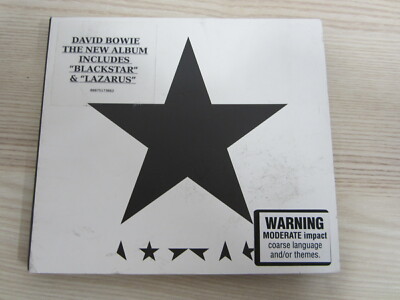 DAVID BOWIE
THE NEW ALBUM
INCLUDES
"BLACKSTAR"
& "LAZARUS"
WARNING
MODERATE impact
coarse language
and/or themes.